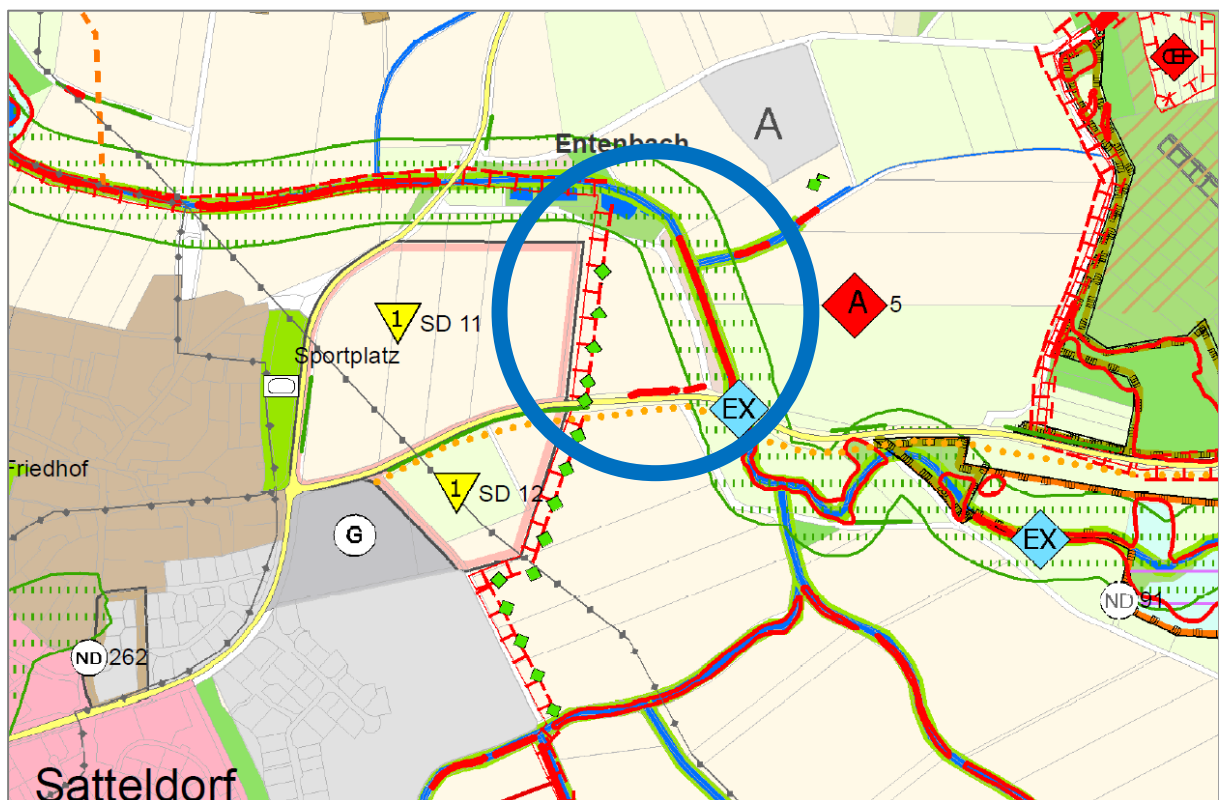 Entenbach
A
1 SD 11
A 5
Sportplatz
EX
Friedhof
1 SD 12
G
EX
ND 91
ND 262
Satteldorf